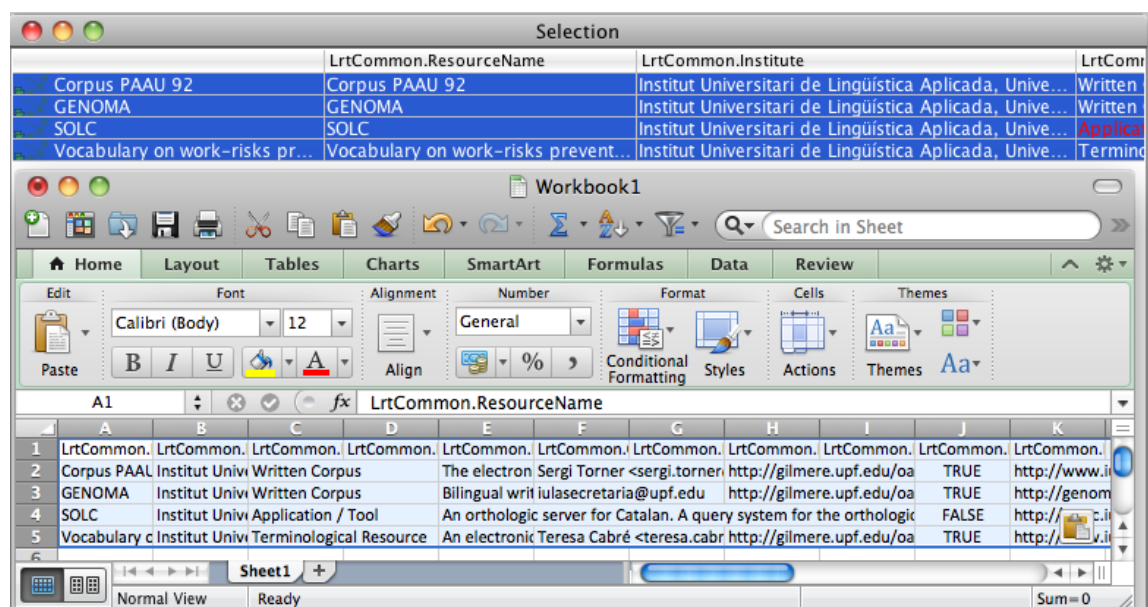 Selection
LrtCommon.ResourceName LrtCommon.Institute LrtComm
Corpus PAAU 92 Corpus PAAU 92 Institut Universitari de Lingüística Aplicada, Unive... Written
GENOMA GENOMA Institut Universitari de Lingüística Aplicada, Unive... Written
SOLC SOLC Institut Universitari de Lingüística Aplicada, Unive... Applicat
Vocabulary on work-risks pr... Vocabulary on work-risks prevent... Institut Universitari de Lingüística Aplicada, Unive... Termino
Workbook1
Search in Sheet
Home Layout Tables Charts SmartArt Formulas Data Review
Edit Font Alignment Number Format Cells Themes
Calibri (Body) 12 General
Paste B I U A Align % Conditional Formatting Styles Actions Themes Aa
A1 fx LrtCommon.ResourceName
A B C D E F G H I J K
1 LrtCommon. LrtCommon. LrtCommon. LrtCommon. LrtCommon. LrtCommon. LrtCommon. LrtCommon. LrtCommon. LrtCommon. LrtCommon.
2 Corpus PAAU Institut Unive Written Corpus The electron Sergi Torner <sergi.torner http://gilmere.upf.edu/oa TRUE http://www.i
3 GENOMA Institut Unive Written Corpus Bilingual writ iulasecretaria@upf.edu http://gilmere.upf.edu/oa TRUE http://genom
4 SOLC Institut Unive Application / Tool An orthologic server for Catalan. A query system for the orthologic FALSE http://
5 Vocabulary o Institut Unive Terminological Resource An electronic Teresa Cabré <teresa.cabr http://gilmere.upf.edu/oa TRUE http://
6
Sheet1
Normal View Ready Sum=0